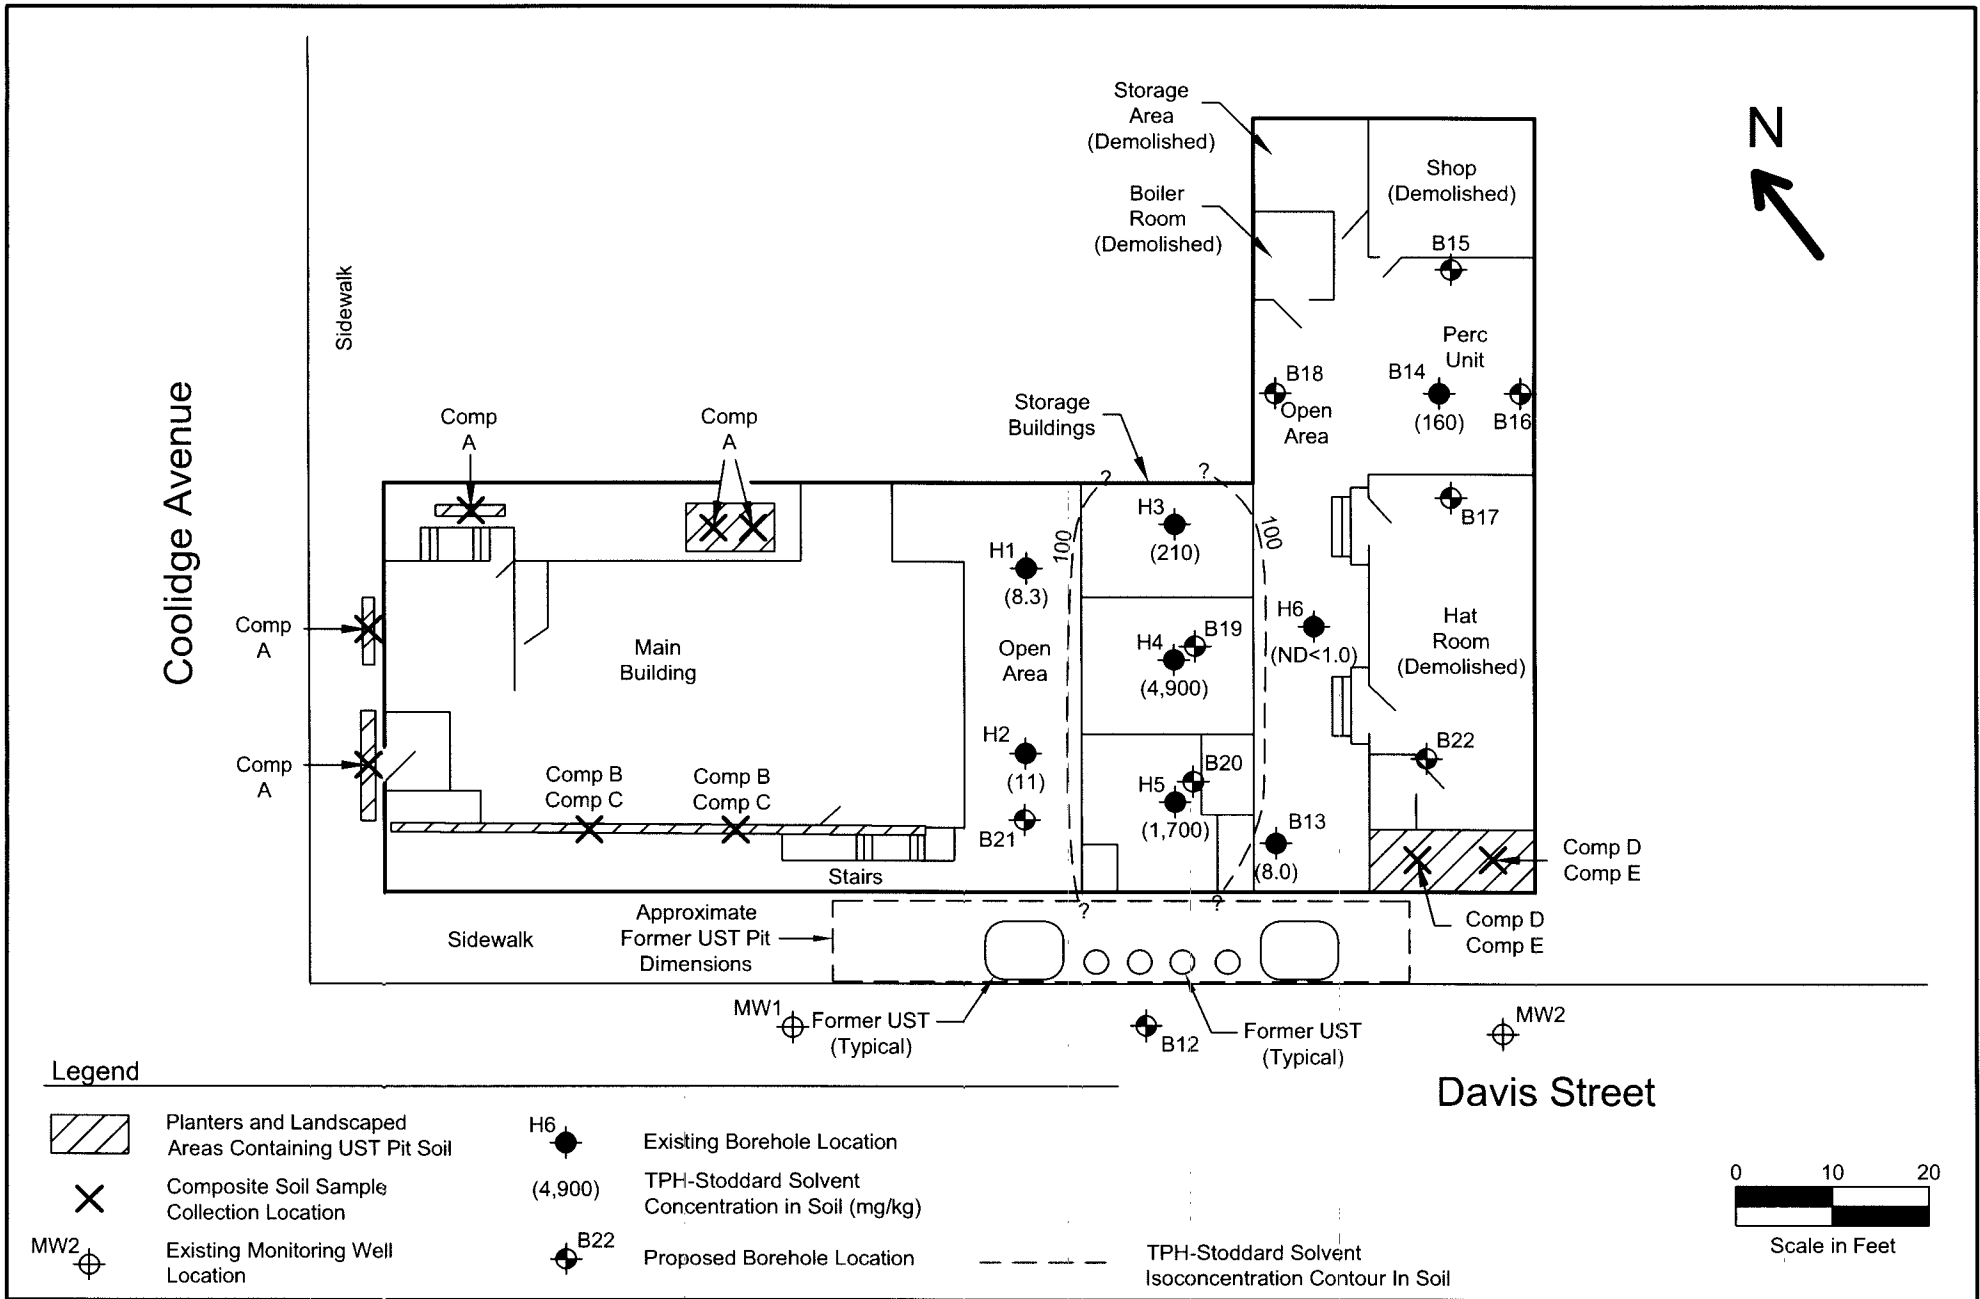 Storage
Area
(Demolished)
N
Shop
(Demolished)
Boiler
Room
(Demolished)
B15
Sidewalk
Perc
Unit
B18
B14
Open
Area
(160)
B16
Coolidge Avenue
Comp
A
Comp
A
Storage
Buildings
?
?
H3
(210)
100
100
B17
H1
(8.3)
Comp
A
Main
Building
Open
Area
H4
B19
(4,900)
H6
(ND<1.0)
Hat
Room
(Demolished)
H2
(11)
B22
Comp
A
Comp B
Comp C
Comp B
Comp C
H5
B20
(1,700)
B21
B13
(8.0)
Stairs
Comp D
Comp E
Approximate
Former UST Pit
Dimensions
Sidewalk
?
?
Comp D
Comp E
MW1
Former UST
(Typical)
B12
Former UST
(Typical)
MW2
Davis Street
Legend
Planters and Landscaped
Areas Containing UST Pit Soil
Composite Soil Sample
Collection Location
MW2
Existing Monitoring Well
Location
H6
Existing Borehole Location
(4,900)
TPH-Stoddard Solvent
Concentration in Soil (mg/kg)
B22
Proposed Borehole Location
TPH-Stoddard Solvent
Isoconcentration Contour In Soil
0 10 20
Scale in Feet